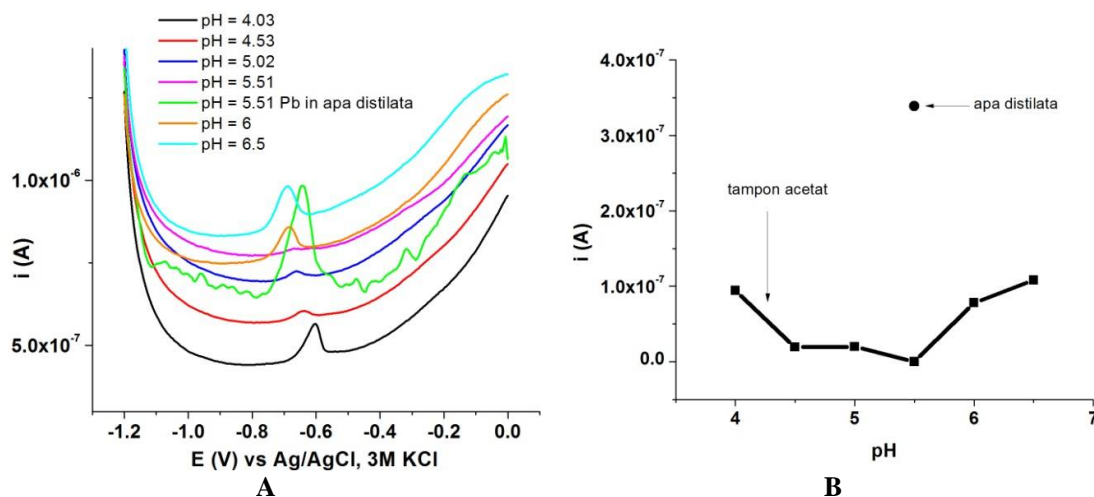 pH = 4.03
pH = 4.53
pH = 5.02
pH = 5.51
pH = 5.51 Pb in apa distilata
pH = 6
pH = 6.5
1.0x10⁻⁶
5.0x10⁻⁷
i (A)
-1.2 -1.0 -0.8 -0.6 -0.4 -0.2 0.0
E (V) vs Ag/AgCl, 3M KCl
A
4.0x10⁻⁷
3.0x10⁻⁷
2.0x10⁻⁷
1.0x10⁻⁷
0.0
i (A)
apa distilata
tampon acetat
4 5 6 7
pH
B